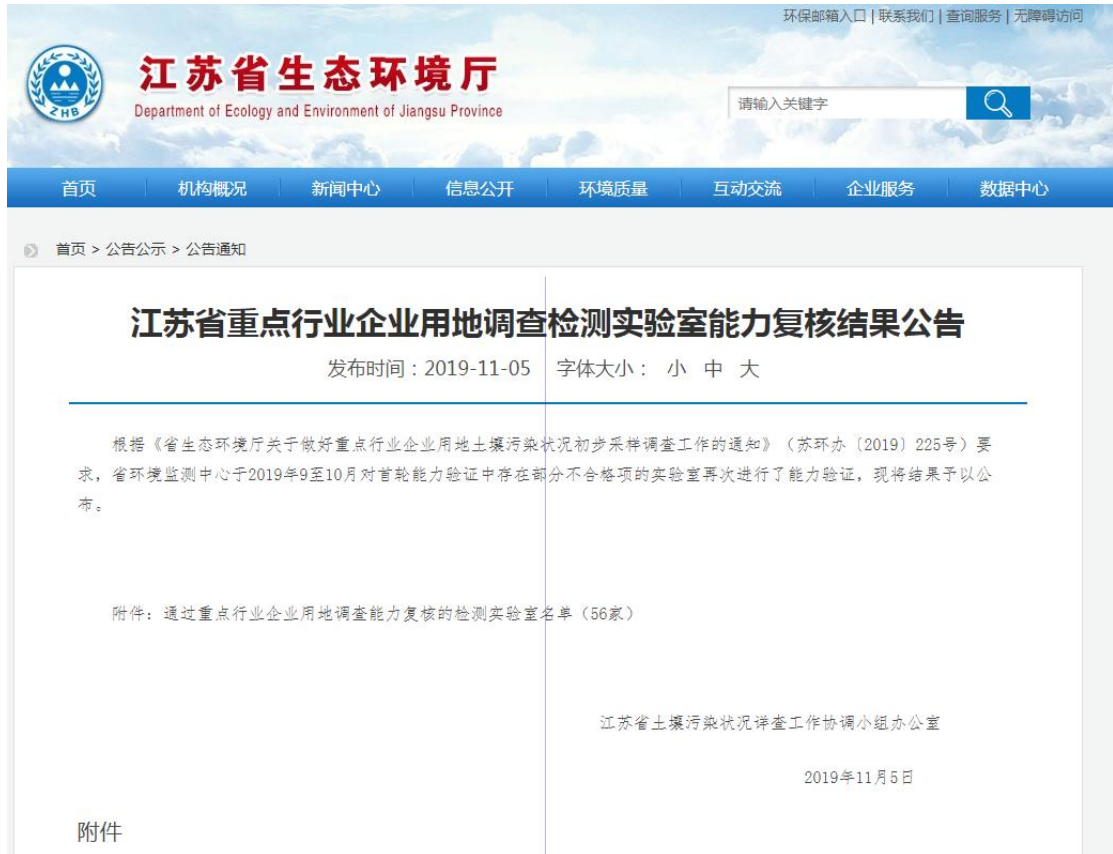 环保邮箱入口 | 联系我们 | 查询服务 | 无障碍访问
ZHB
江苏省生态环境厅
Department of Ecology and Environment of Jiangsu Province
请输入关键字
首页 机构概况 新闻中心 信息公开 环境质量 互动交流 企业服务 数据中心
首页 > 公告公示 > 公告通知
江苏省重点行业企业用地调查检测实验室能力复核结果公告
发布时间：2019-11-05 字体大小： 小 中 大
根据《省生态环境厅关于做好重点行业企业用地土壤污染状况初步采样调查工作的通知》（苏环办〔2019〕225号）要
求，省环境监测中心于2019年9至10月对首轮能力验证中存在部分不合格项的实验室再次进行了能力验证，现将结果予以公
布。
附件：通过重点行业企业用地调查能力复核的检测实验室名单（56家）
江苏省土壤污染状况详查工作协调小组办公室
2019年11月5日
附件